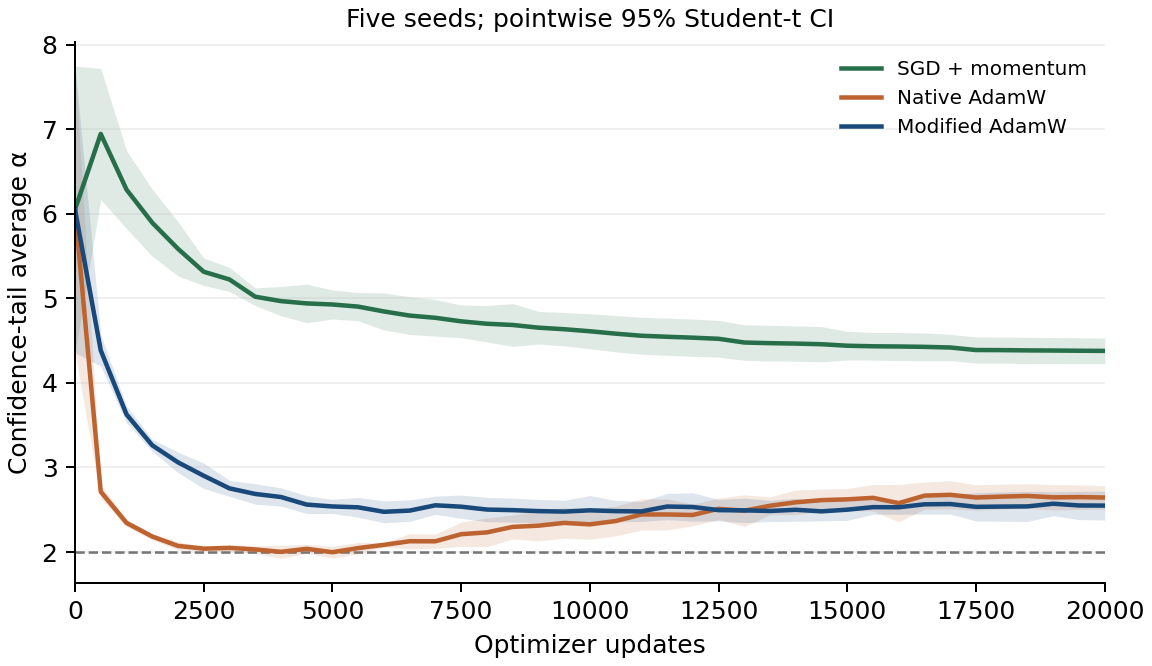 Five seeds; pointwise 95% Student-t CI
SGD + momentum
Native AdamW
Modified AdamW
Confidence-tail average α
8
7
6
5
4
3
2
0 2500 5000 7500 10000 12500 15000 17500 20000
Optimizer updates